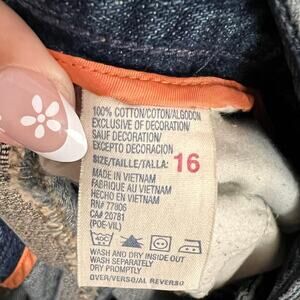 100% COTTON/COTON/ALGODON
EXCLUSIVE OF DECORATION
SAUF DECORATION/
EXCEPTO DECORACION
SIZE/TAILLE/TALLA: 16
MADE IN VIETNAM
FABRIQUE AU VIETNAM
HECHO EN VIETNAM
RN# 77806
CA# 20781
(POE-VIL)
WASH AND DRY INSIDE OUT
WASH SEPARATELY
DRY PROMPTLY
OVER/VERSO/AL REVERSO